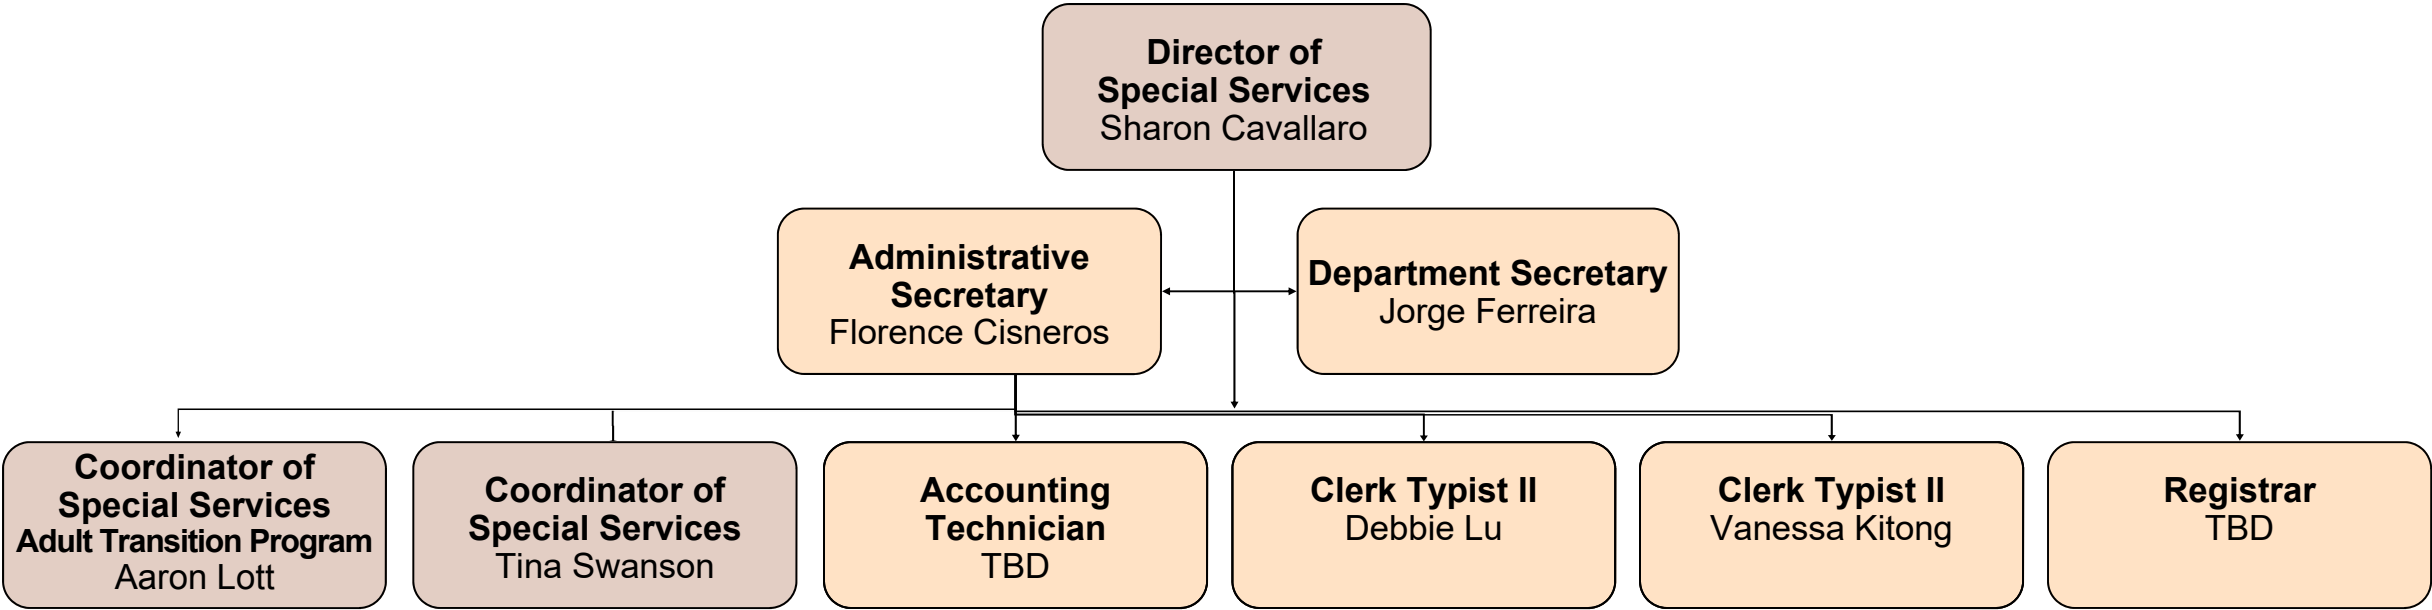 Director of
Special Services
Sharon Cavallaro
Administrative
Secretary
Florence Cisneros
Department Secretary
Jorge Ferreira
Coordinator of
Special Services
Adult Transition Program
Aaron Lott
Coordinator of
Special Services
Tina Swanson
Accounting
Technician
TBD
Clerk Typist II
Debbie Lu
Clerk Typist II
Vanessa Kitong
Registrar
TBD